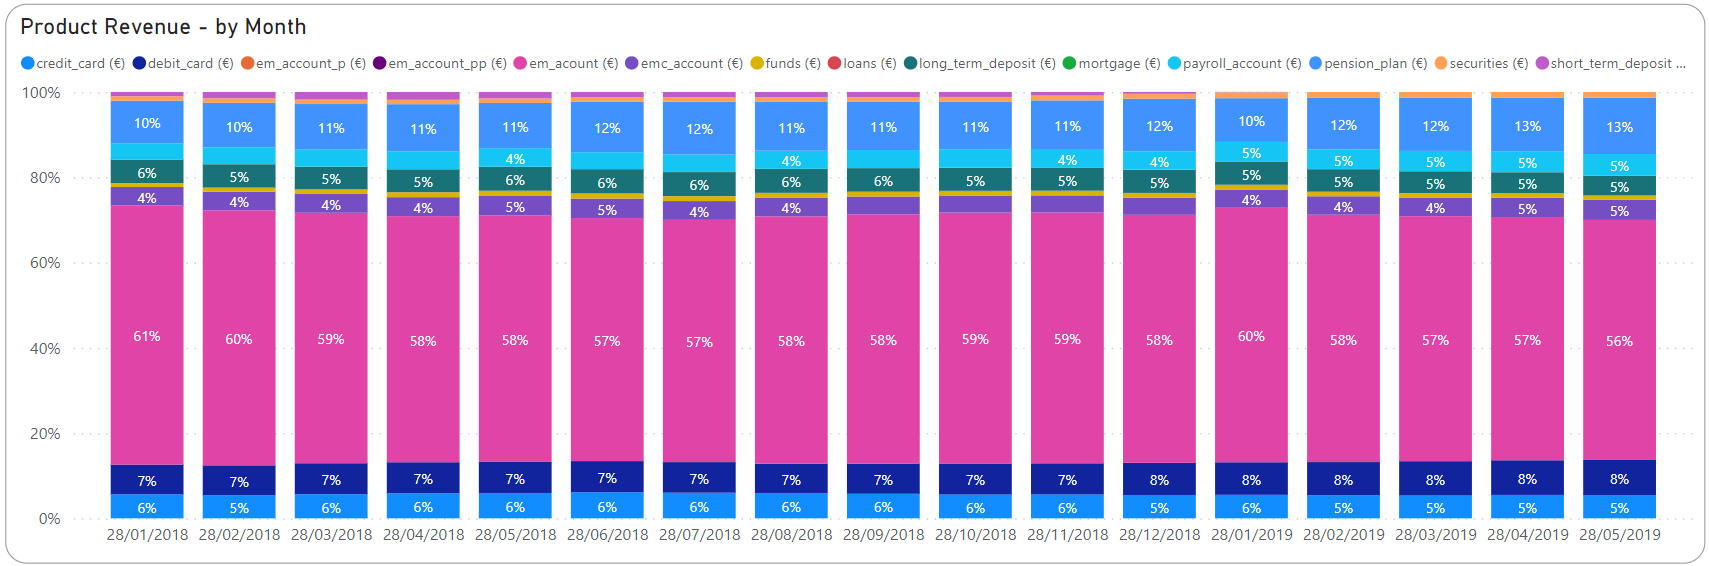 Product Revenue - by Month
credit_card (€) debit_card (€) em_account_p (€) em_account_pp (€) em_acount (€) emc_account (€) funds (€) loans (€) long_term_deposit (€) mortgage (€) payroll_account (€) pension_plan (€) securities (€) short_term_deposit ...
100%
10% 10% 11% 11% 11% 12% 12% 11% 11% 11% 11% 12% 10% 12% 12% 13% 13%
4% 4% 4% 4% 5% 5% 5% 5% 5%
80%
6% 5% 5% 5% 6% 6% 6% 6% 6% 5% 5% 5% 5% 5% 5% 5% 5%
4% 4% 4% 4% 5% 5% 4% 4% 4% 4% 4% 5% 5%
60%
61% 60% 59% 58% 58% 57% 57% 58% 58% 59% 59% 58% 60% 58% 57% 57% 56%
40%
20%
7% 7% 7% 7% 7% 7% 7% 7% 7% 7% 7% 8% 8% 8% 8% 8% 8%
6% 5% 6% 6% 6% 6% 6% 6% 6% 6% 6% 5% 6% 5% 5% 5% 5%
0%
28/01/2018 28/02/2018 28/03/2018 28/04/2018 28/05/2018 28/06/2018 28/07/2018 28/08/2018 28/09/2018 28/10/2018 28/11/2018 28/12/2018 28/01/2019 28/02/2019 28/03/2019 28/04/2019 28/05/2019